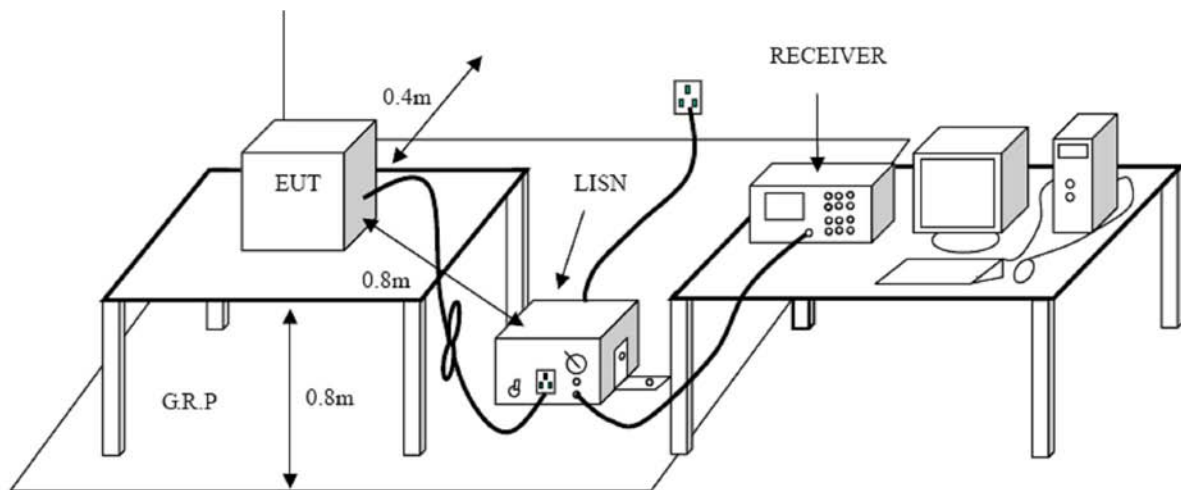 RECEIVER
0.4m
EUT
LISN
0.8m
G.R.P
0.8m